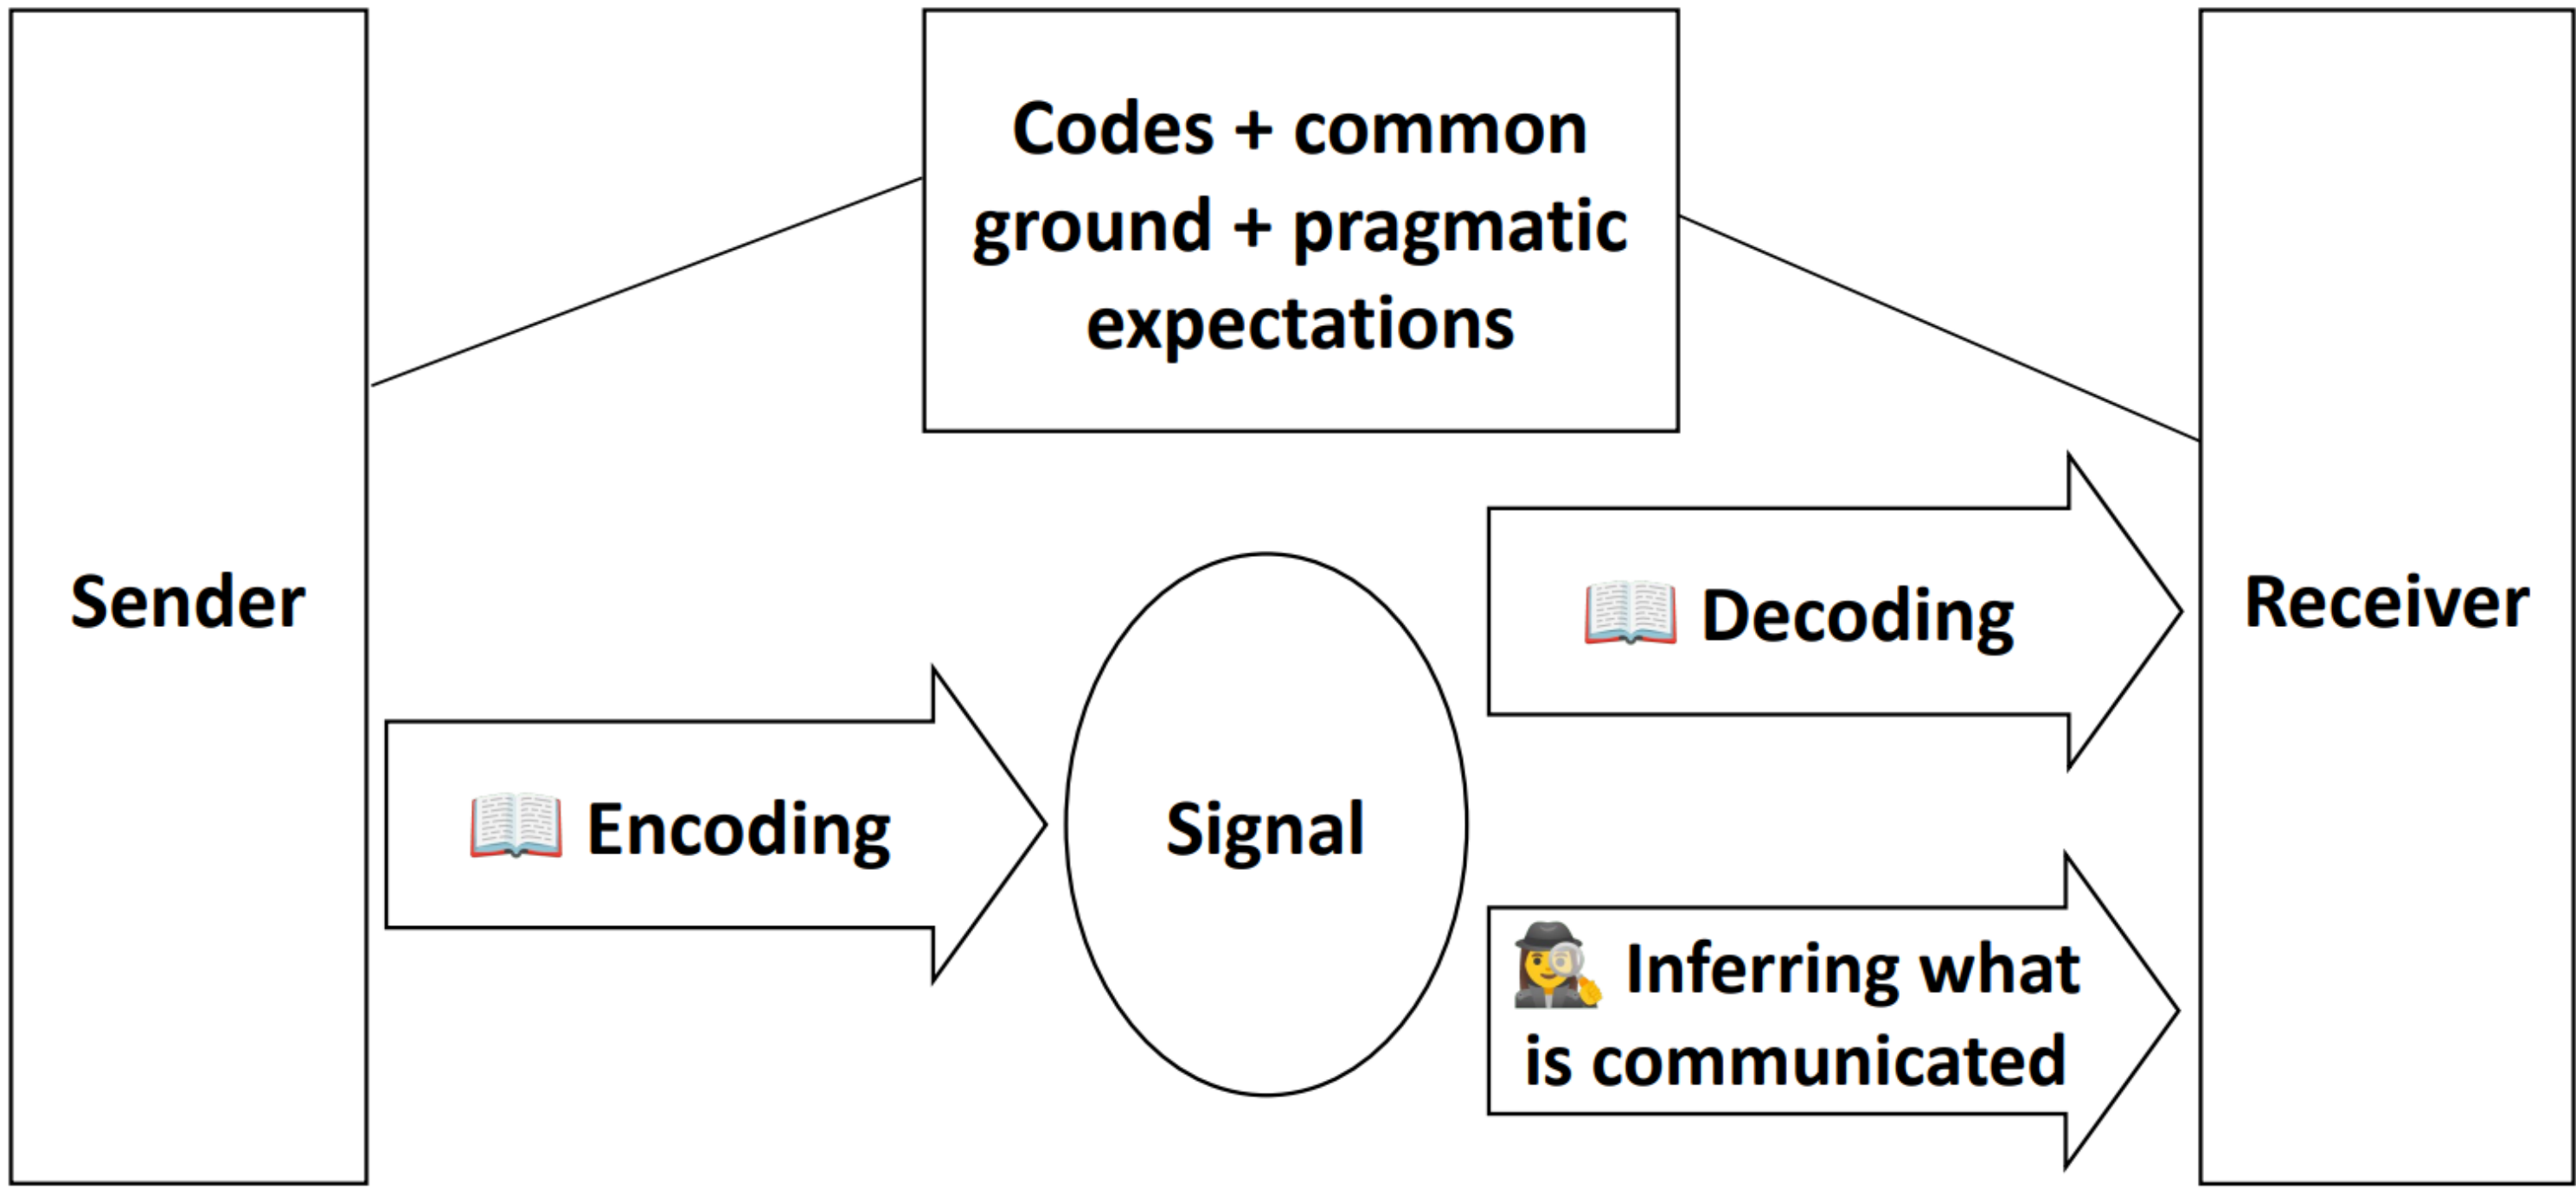 Codes + common
ground + pragmatic
expectations
Sender
📖 Encoding
Signal
📖 Decoding
🕵️‍♀️ Inferring what
is communicated
Receiver